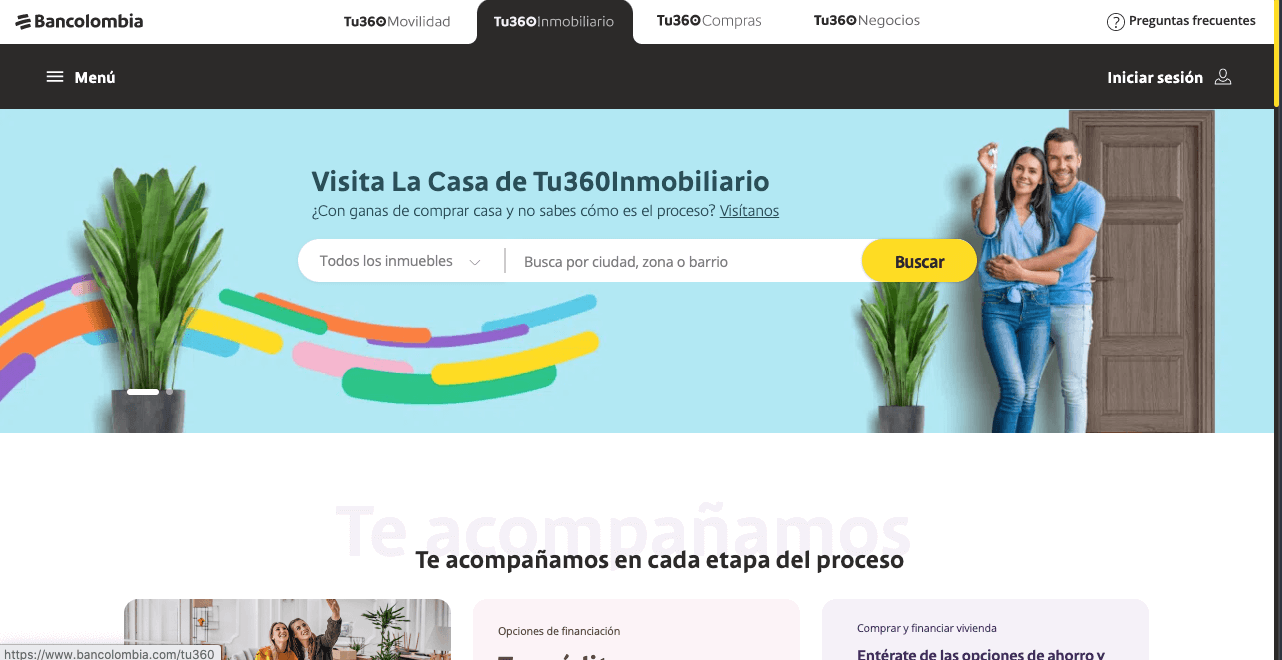 Bancolombia
Tu360Movilidad
Tu360Inmobiliario
Tu360Compras
Tu360Negocios
? Preguntas frecuentes
Menú
Iniciar sesión
Visita La Casa de Tu360Inmobiliario
¿Con ganas de comprar casa y no sabes cómo es el proceso? Visítanos
Todos los inmuebles
Busca por ciudad, zona o barrio
Buscar
Te acompañamos
Te acompañamos en cada etapa del proceso
Opciones de financiación
Comprar y financiar vivienda
Entérate de las opciones de ahorro y
https://www.bancolombia.com/tu360